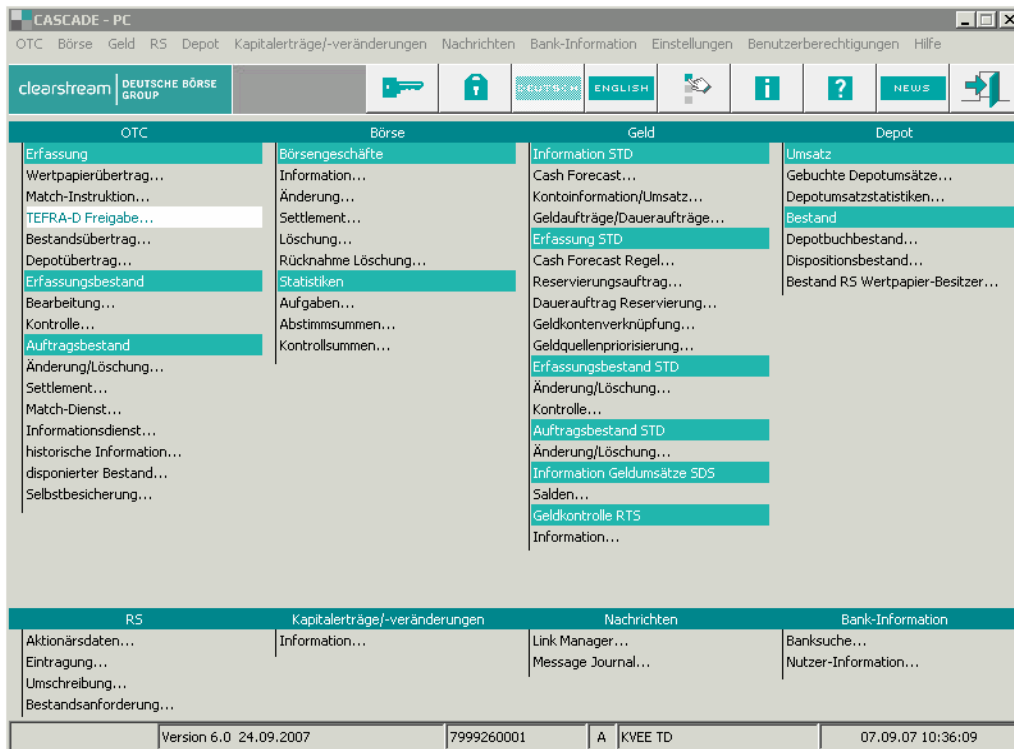 CASCADE - PC
OTC Börse Geld RS Depot Kapitalerträge/-veränderungen Nachrichten Bank-Information Einstellungen Benutzerberechtigungen Hilfe
clearstream DEUTSCHE BÖRSE
GROUP
DEUTSCH
ENGLISH
i
?
NEWS
OTC
Erfassung
Wertpapierübertrag...
Match-Instruktion...
TEFRA-D Freigabe...
Bestandsübertrag...
Depotübertrag...
Erfassungsbestand
Bearbeitung...
Kontrolle...
Auftragsbestand
Änderung/Löschung...
Settlement...
Match-Dienst...
Informationsdienst...
historische Information...
disponierter Bestand...
Selbstbesicherung...
Börse
Börsengeschäfte
Information...
Änderung...
Settlement...
Löschung...
Rücknahme Löschung...
Statistiken
Aufgaben...
Abstimmsummen...
Kontrollsummen...
Geld
Information STD
Cash Forecast...
Kontoinformation/Umsatz...
Geldaufträge/Daueraufträge...
Erfassung STD
Cash Forecast Regel...
Reservierungsauftrag...
Dauerauftrag Reservierung...
Geldkontenverknüpfung...
Geldquellenpriorisierung...
Erfassungsbestand STD
Änderung/Löschung...
Kontrolle...
Auftragsbestand STD
Änderung/Löschung...
Information Geldumsätze SDS
Salden...
Geldkontrolle RTS
Information...
Depot
Umsatz
Gebuchte Depotumsätze...
Depotumsatzstatistiken...
Bestand
Depotbuchbestand...
Dispositionsbestand...
Bestand RS Wertpapier-Besitzer...
RS
Aktionärsdaten...
Eintragung...
Umschreibung...
Bestandsanforderung...
Kapitalerträge/-veränderungen
Information...
Nachrichten
Link Manager...
Message Journal...
Bank-Information
Banksuche...
Nutzer-Information...
Version 6.0 24.09.2007 7999260001 A KVEE TD 07.09.07 10:36:09